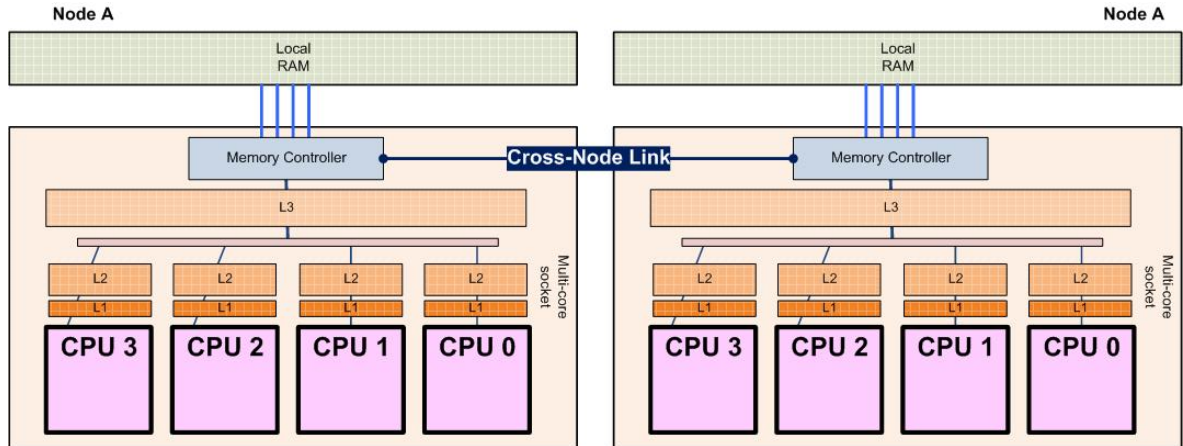 Node A
Node A
Local
RAM
Local
RAM
Memory Controller
Cross-Node Link
Memory Controller
L3
L3
L2
L2
L2
L2
Multi-core
socket
L2
L2
L2
L2
Multi-core
socket
L1
L1
L1
L1
L1
L1
L1
L1
CPU 3
CPU 2
CPU 1
CPU 0
CPU 3
CPU 2
CPU 1
CPU 0